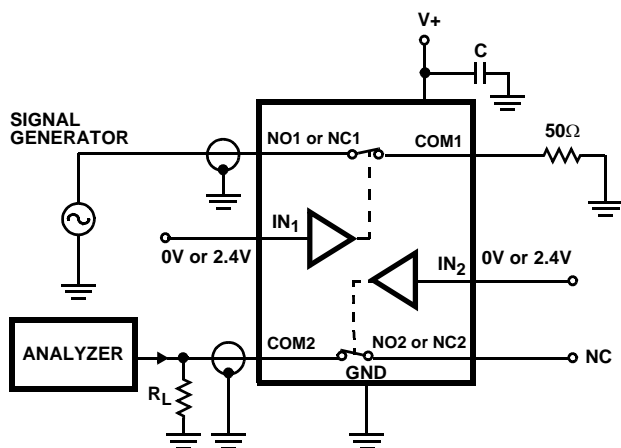 V+
C
SIGNAL
GENERATOR
NO1 or NC1
COM1
50Ω
IN1
0V or 2.4V
IN2
0V or 2.4V
ANALYZER
COM2
NO2 or NC2
NC
GND
RL